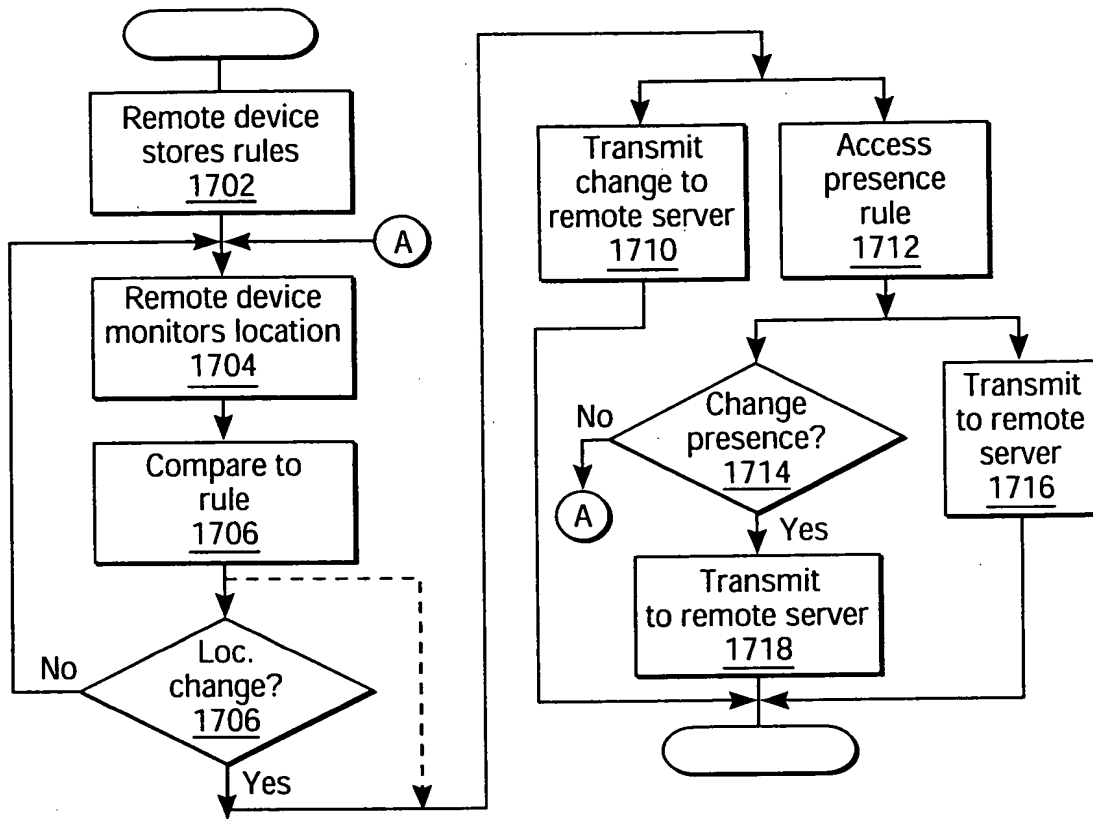 Remote device
stores rules
1702
A
Remote device
monitors location
1704
Compare to
rule
1706
No
Loc.
change?
1706
Yes
Transmit
change to
remote server
1710
Access
presence
rule
1712
No
Change
presence?
1714
A
Yes
Transmit
to remote
server
1716
Transmit
to remote server
1718